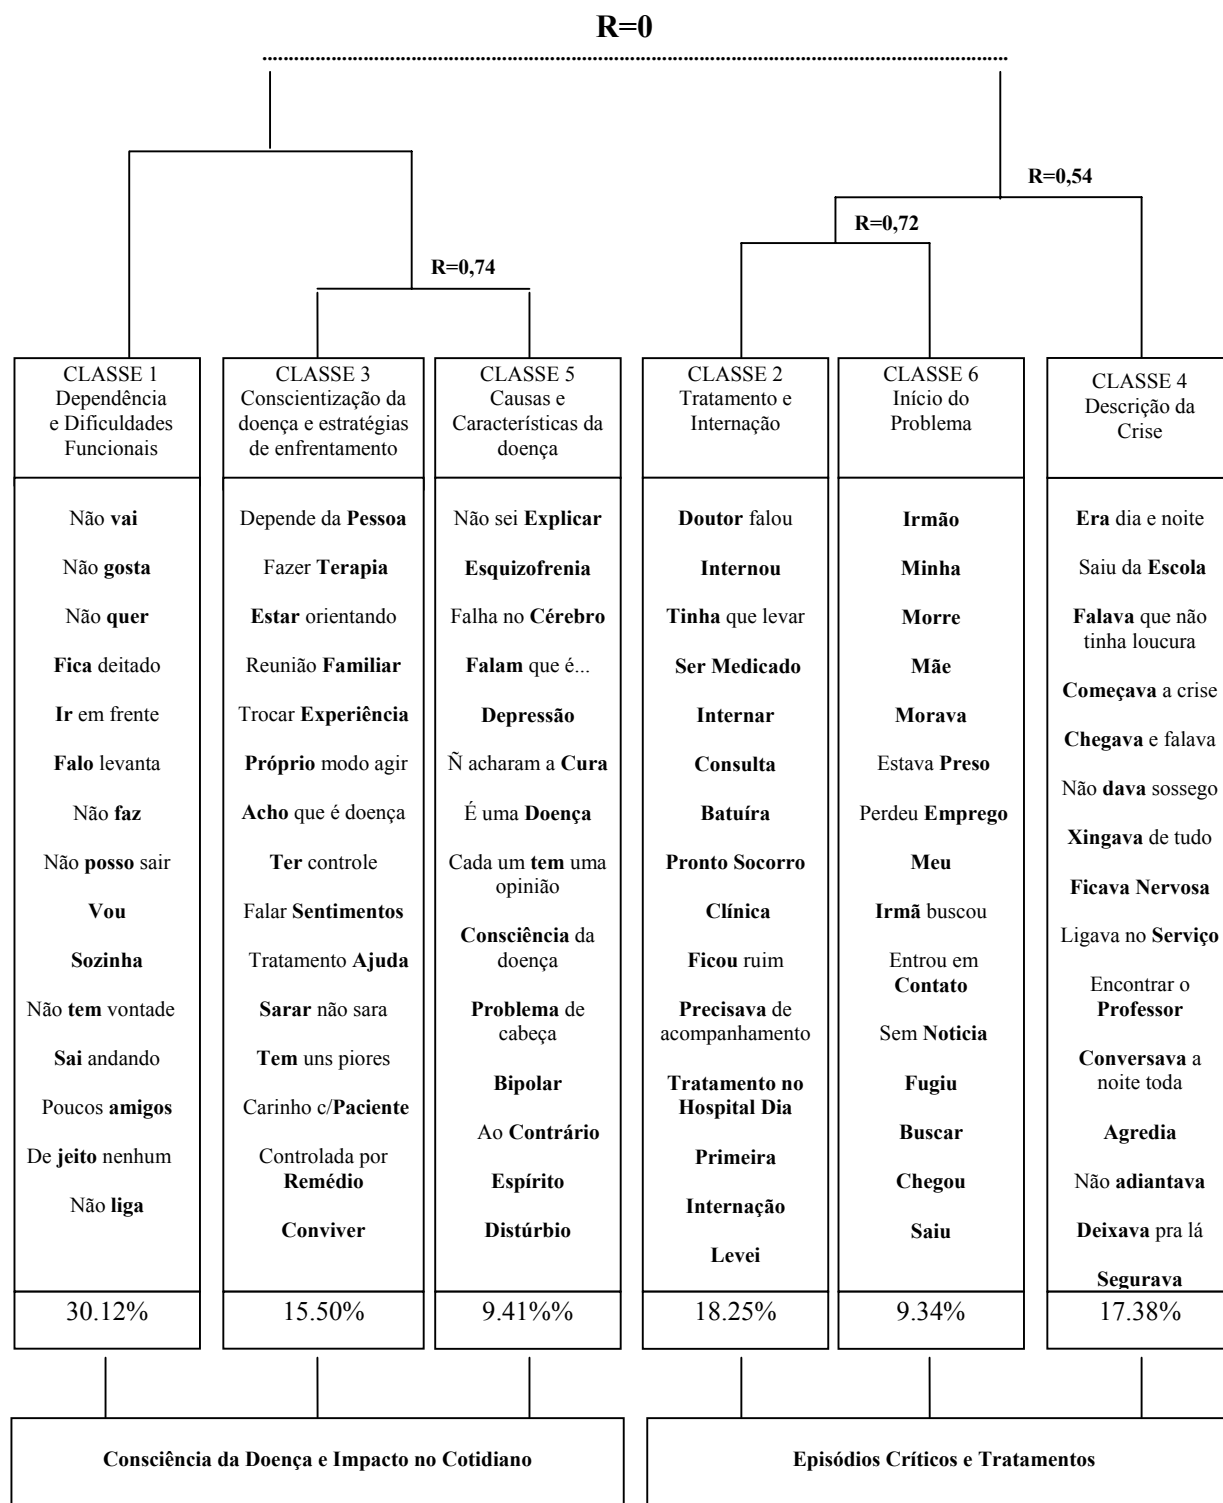 R=0
R=0,54
R=0,72
R=0,74
CLASSE 1
Dependência
e Dificuldades
Funcionais
Não vai
Não gosta
Não quer
Fica deitado
Ir em frente
Falo levanta
Não faz
Não posso sair
Vou
Sozinha
Não tem vontade
Sai andando
Poucos amigos
De jeito nenhum
Não liga
30.12%
CLASSE 3
Conscientização da
doença e estratégias
de enfrentamento
Depende da Pessoa
Fazer Terapia
Estar orientando
Reunião Familiar
Trocar Experiência
Próprio modo agir
Acho que é doença
Ter controle
Falar Sentimentos
Tratamento Ajuda
Sarar não sara
Tem uns piores
Carinho c/Paciente
Controlada por
Remédio
Conviver
15.50%
CLASSE 5
Causas e
Características da
doença
Não sei Explicar
Esquizofrenia
Falha no Cérebro
Falam que é...
Depressão
Ñ acharam a Cura
É uma Doença
Cada um tem uma
opinião
Consciência da
doença
Problema de
cabeça
Bipolar
Ao Contrário
Espírito
Distúrbio
9.41%%
CLASSE 2
Tratamento e
Internação
Doutor falou
Internou
Tinha que levar
Ser Medicado
Internar
Consulta
Batuíra
Pronto Socorro
Clínica
Ficou ruim
Precisava de
acompanhamento
Tratamento no
Hospital Dia
Primeira
Internação
Levei
18.25%
CLASSE 6
Início do
Problema
Irmão
Minha
Morre
Mãe
Morava
Estava Preso
Perdeu Emprego
Meu
Irmã buscou
Entrou em
Contato
Sem Noticia
Fugiu
Buscar
Chegou
Saiu
9.34%
CLASSE 4
Descrição da
Crise
Era dia e noite
Saiu da Escola
Falava que não
tinha loucura
Começava a crise
Chegava e falava
Não dava sossego
Xingava de tudo
Ficava Nervosa
Ligava no Serviço
Encontrar o
Professor
Conversava a
noite toda
Agredia
Não adiantava
Deixava pra lá
Segurava
17.38%
Consciência da Doença e Impacto no Cotidiano
Episódios Críticos e Tratamentos